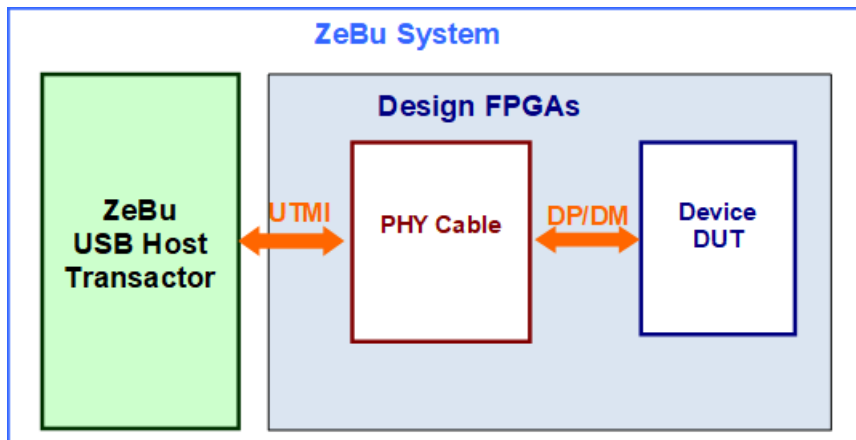 ZeBu System
Design FPGAs
ZeBu
USB Host
Transactor
UTMI
PHY Cable
DP/DM
Device
DUT